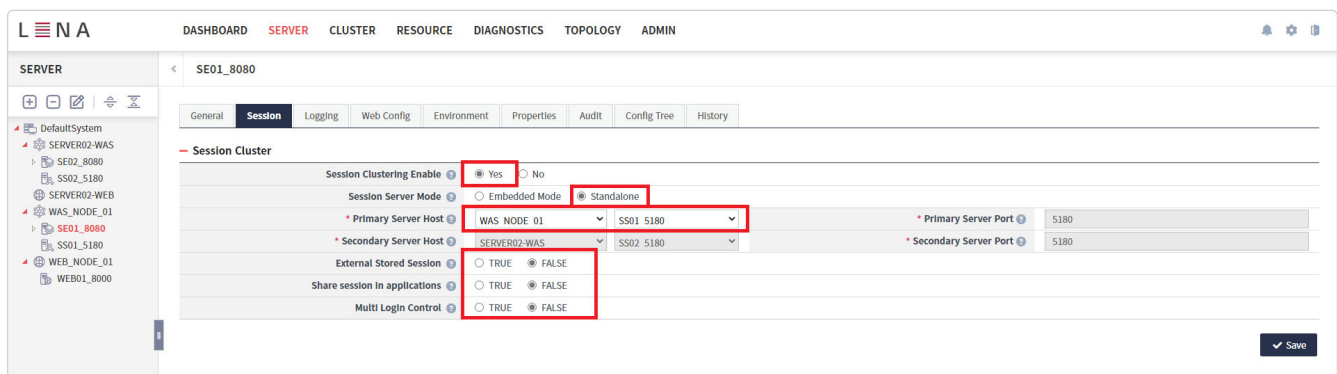 LENA
DASHBOARD SERVER CLUSTER RESOURCE DIAGNOSTICS TOPOLOGY ADMIN
SERVER
SE01_8080
General Session Logging Web Config Environment Properties Audit Config Tree History
DefaultSystem
SERVER02-WAS
SE02_8080
SS02_5180
SERVER02-WEB
WAS_NODE_01
SE01_8080
SS01_5180
WEB_NODE_01
WEB01_8000
Session Cluster
Session Clustering Enable ? Yes No
Session Server Mode ? Embedded Mode Standalone
* Primary Server Host ? WAS_NODE_01 SS01_5180 * Primary Server Port ? 5180
* Secondary Server Host ? SERVER02-WAS SS02_5180 * Secondary Server Port ? 5180
External Stored Session ? TRUE FALSE
Share session in applications ? TRUE FALSE
Multi Login Control ? TRUE FALSE
Save